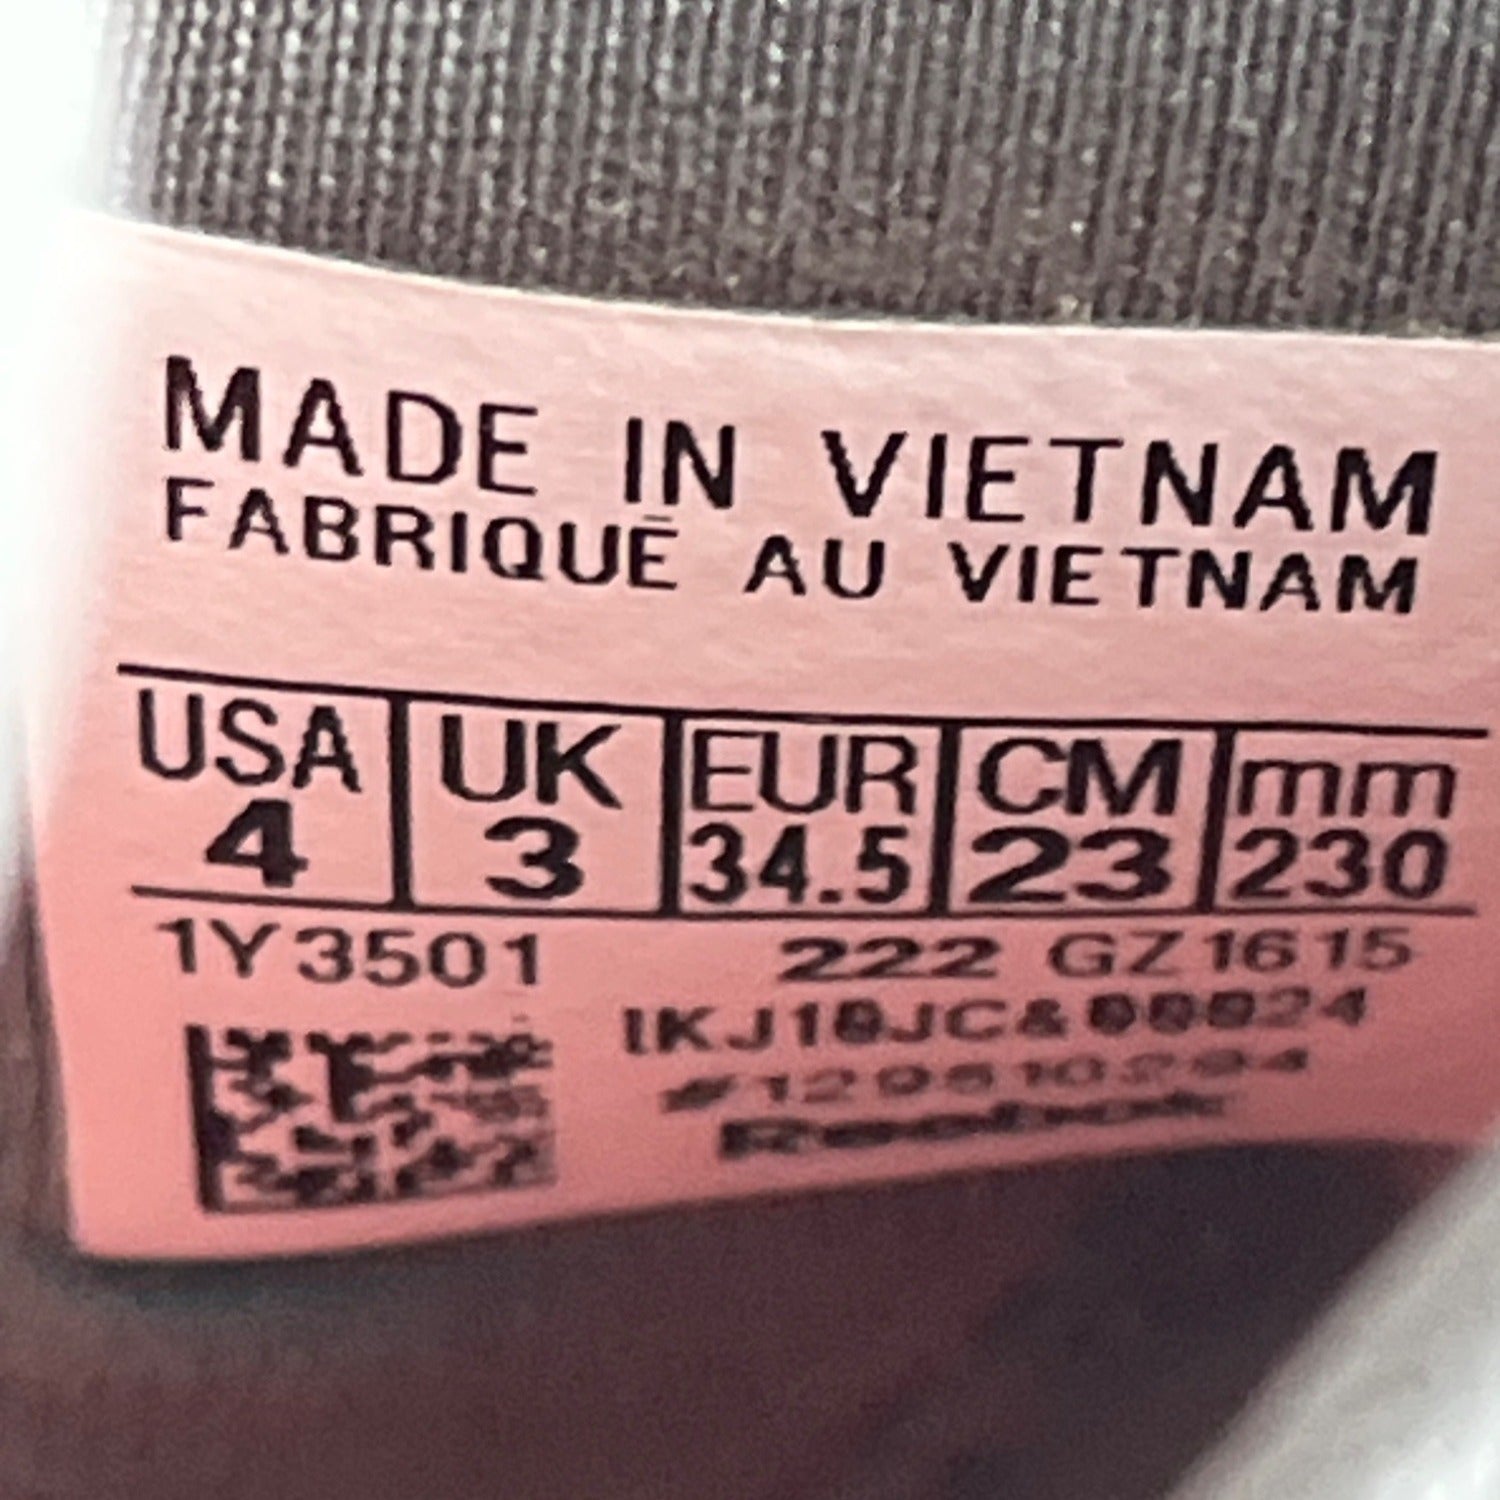 MADE IN VIETNAM
FABRIQUÉ AU VIETNAM
USA UK EUR CM mm
4 3 34.5 23 230
1Y3501 222 GZ1615
Reebok